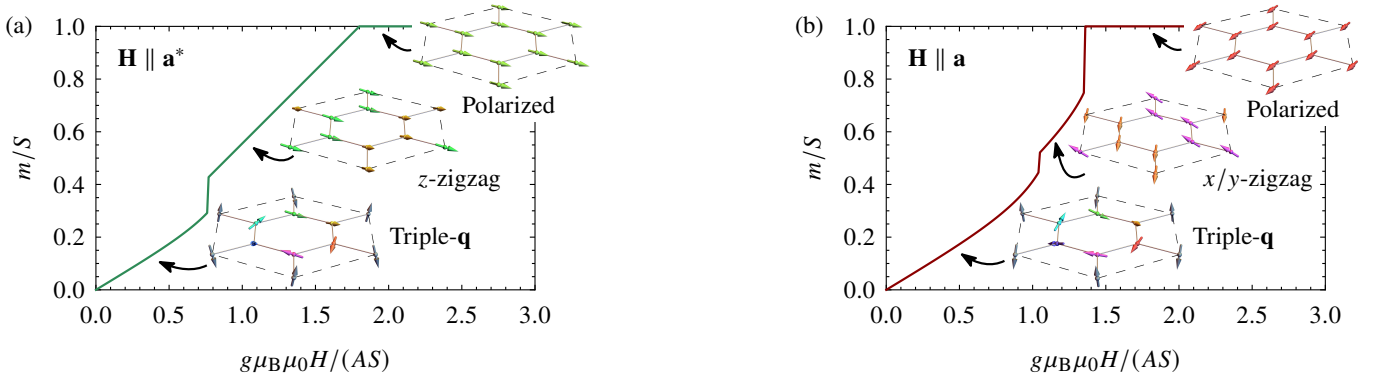 (a)
H ∥ a*
m/S
1.0
0.8
0.6
0.4
0.2
0.0
Polarized
z-zigzag
Triple-q
0.0 0.5 1.0 1.5 2.0 2.5 3.0
gμBμ0H/(AS)
(b)
H ∥ a
m/S
1.0
0.8
0.6
0.4
0.2
0.0
Polarized
x/y-zigzag
Triple-q
0.0 0.5 1.0 1.5 2.0 2.5 3.0
gμBμ0H/(AS)